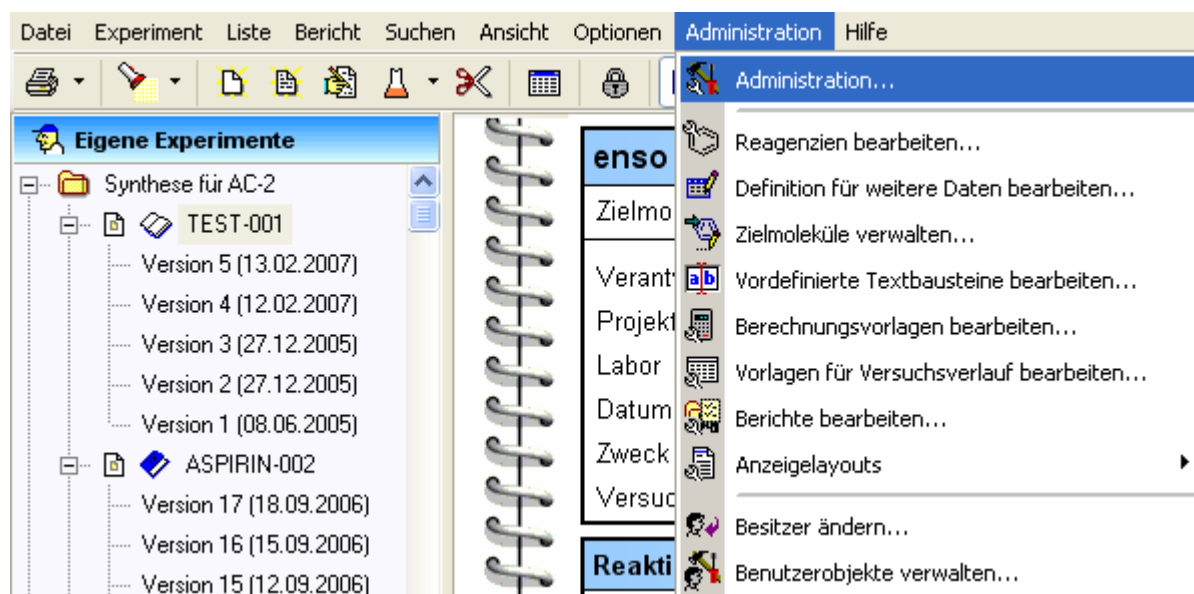 Datei Experiment Liste Bericht Suchen Ansicht Optionen Administration Hilfe
Eigene Experimente
Synthese für AC-2
TEST-001
Version 5 (13.02.2007)
Version 4 (12.02.2007)
Version 3 (27.12.2005)
Version 2 (27.12.2005)
Version 1 (08.06.2005)
ASPIRIN-002
Version 17 (18.09.2006)
Version 16 (15.09.2006)
Version 15 (12.09.2006)
enso
Zielmo
Verant
Projekt
Labor
Datum
Zweck
Versuc
Reakti
Administration...
Reagenzien bearbeiten...
Definition für weitere Daten bearbeiten...
Zielmoleküle verwalten...
ab
Vordefinierte Textbausteine bearbeiten...
Berechnungsvorlagen bearbeiten...
Vorlagen für Versuchsverlauf bearbeiten...
Berichte bearbeiten...
Anzeigelayouts
Besitzer ändern...
Benutzerobjekte verwalten...